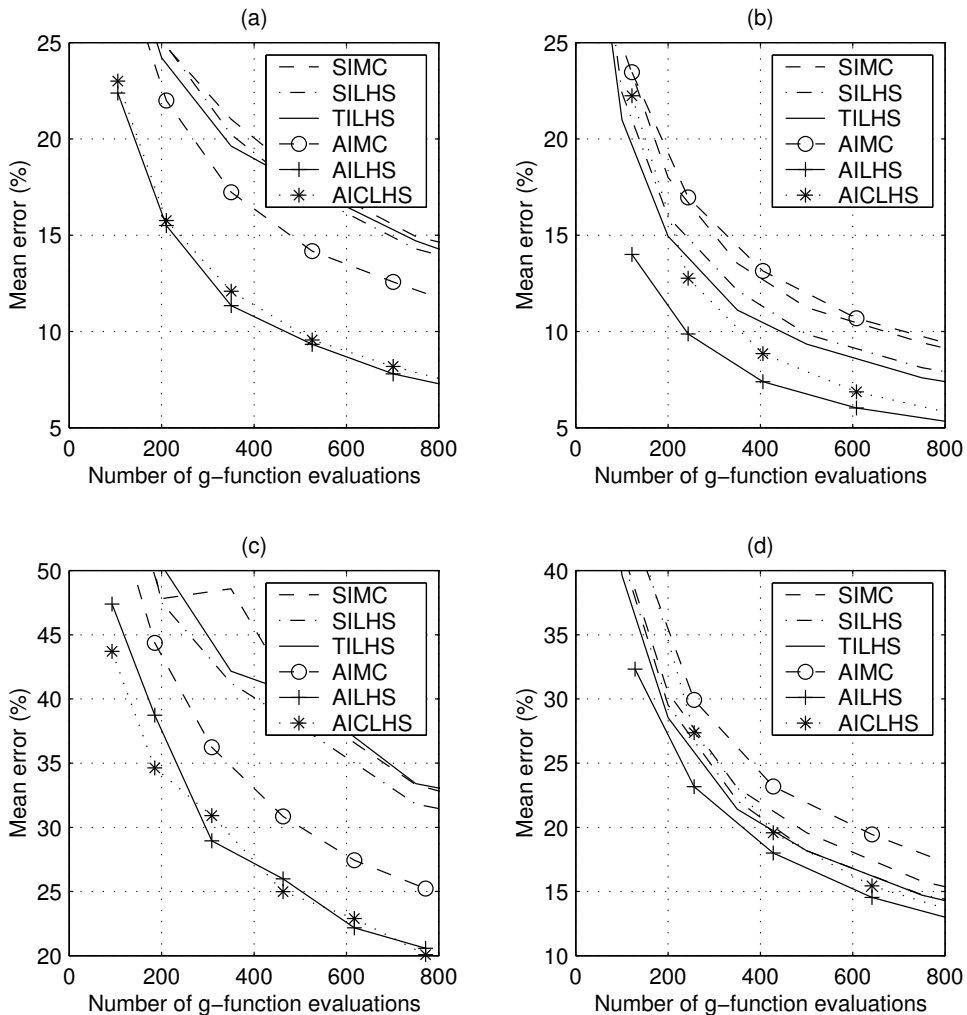 (a)
25
20
15
10
5
0
200
400
600
800
Mean error (%)
Number of g−function evaluations
SIMC
SILHS
TILHS
AIMC
AILHS
AICLHS
(b)
25
20
15
10
5
0
200
400
600
800
Mean error (%)
Number of g−function evaluations
SIMC
SILHS
TILHS
AIMC
AILHS
AICLHS
(c)
50
45
40
35
30
25
20
0
200
400
600
800
Mean error (%)
Number of g−function evaluations
SIMC
SILHS
TILHS
AIMC
AILHS
AICLHS
(d)
40
35
30
25
20
15
10
0
200
400
600
800
Mean error (%)
Number of g−function evaluations
SIMC
SILHS
TILHS
AIMC
AILHS
AICLHS